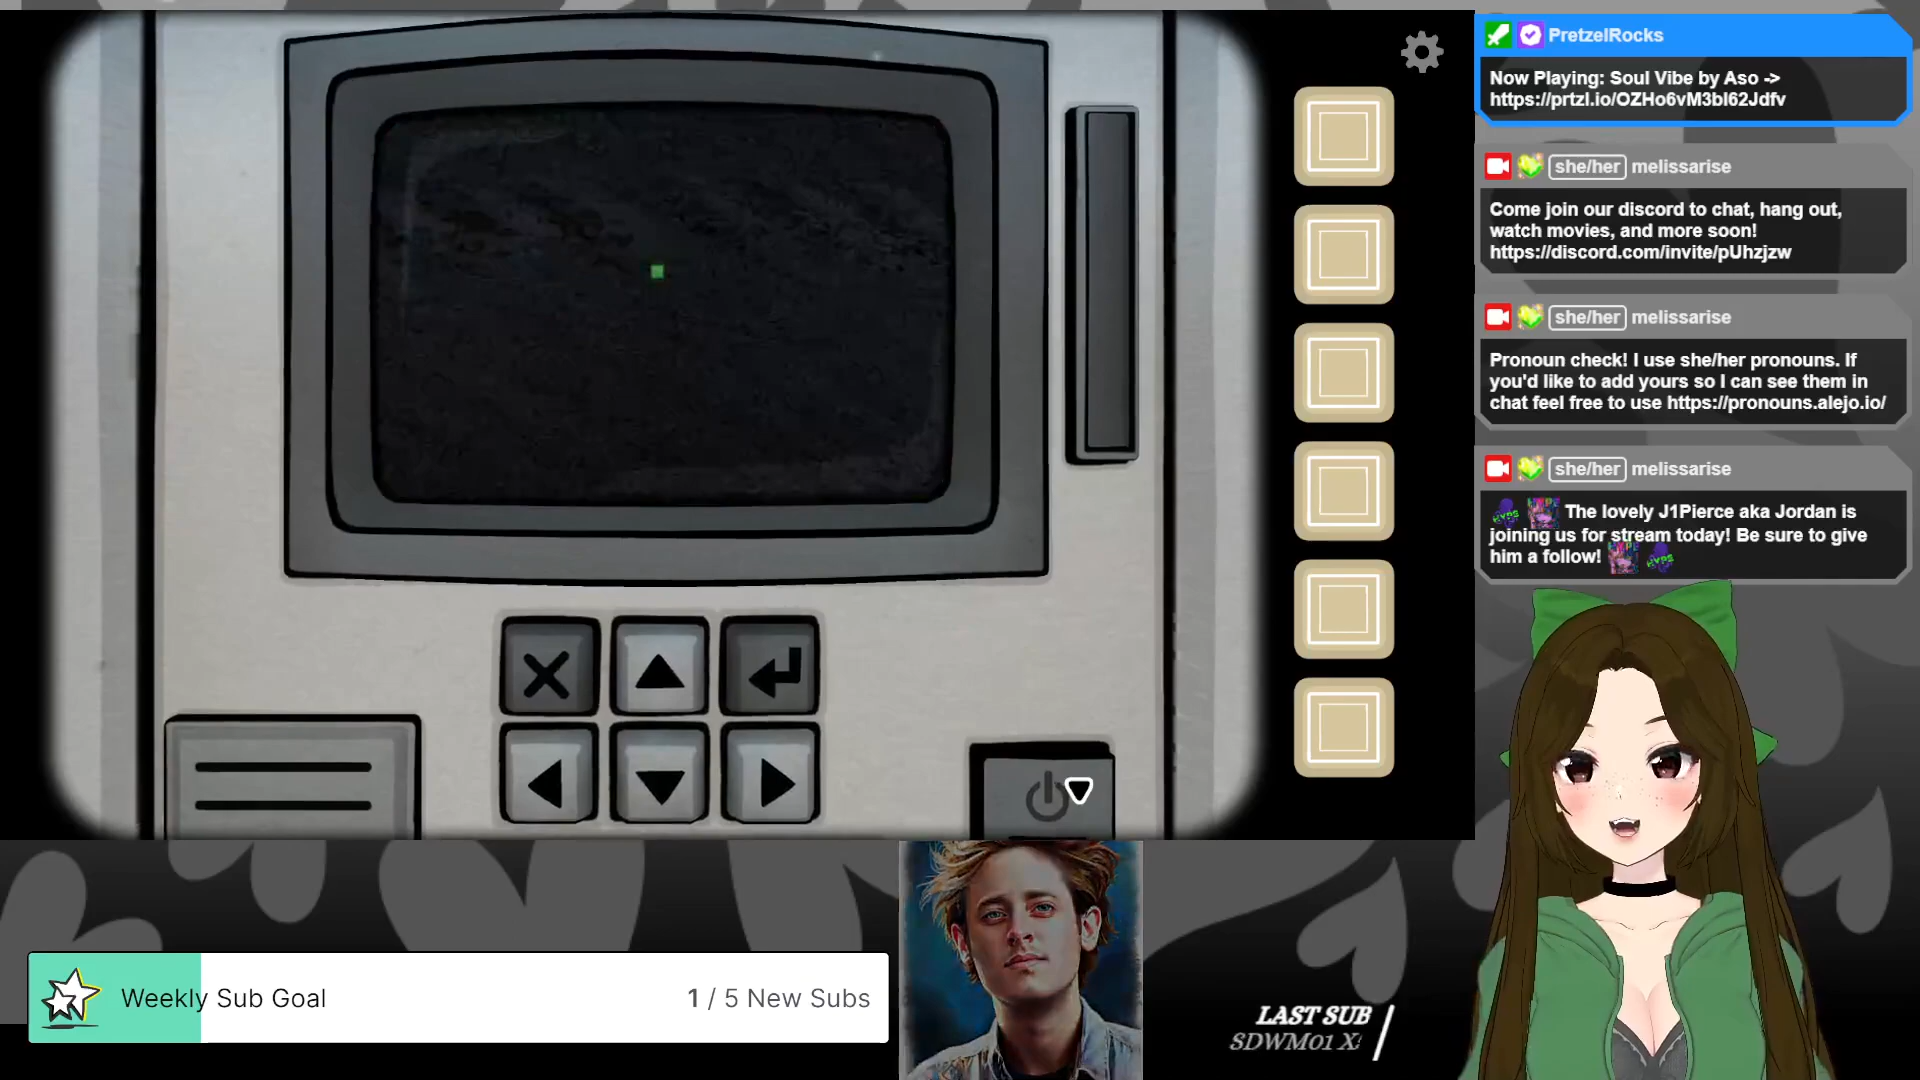 PretzelRocks
Now Playing: Soul Vibe by Aso ->
https://prtzl.io/OZHo6vM3bl62Jdfv
she/her melissarise
Come join our discord to chat, hang out,
watch movies, and more soon!
https://discord.com/invite/pUhzjzw
she/her melissarise
Pronoun check! I use she/her pronouns. If
you'd like to add yours so I can see them in
chat feel free to use https://pronouns.alejo.io/
she/her melissarise
The lovely J1Pierce aka Jordan is
joining us for stream today! Be sure to give
him a follow!
Weekly Sub Goal
1 / 5 New Subs
LAST SUB
SDWM01 X